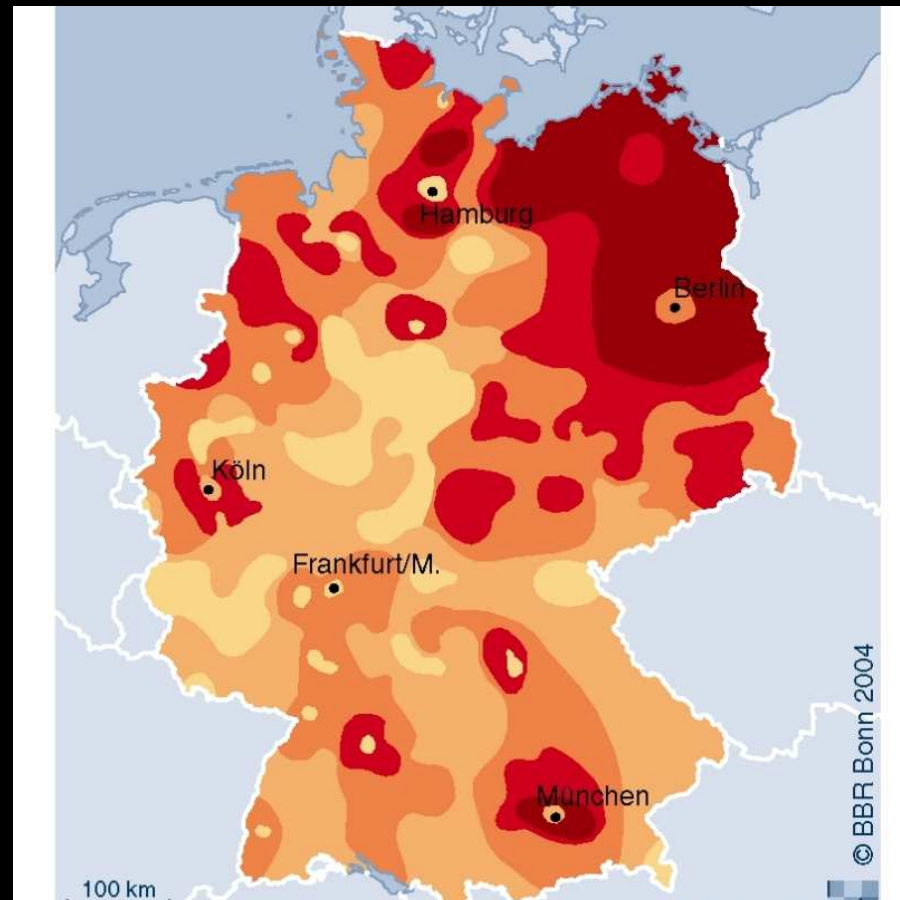 Hamburg
Berlin
Köln
Frankfurt/M.
München
© BBR Bonn 2004
100 km